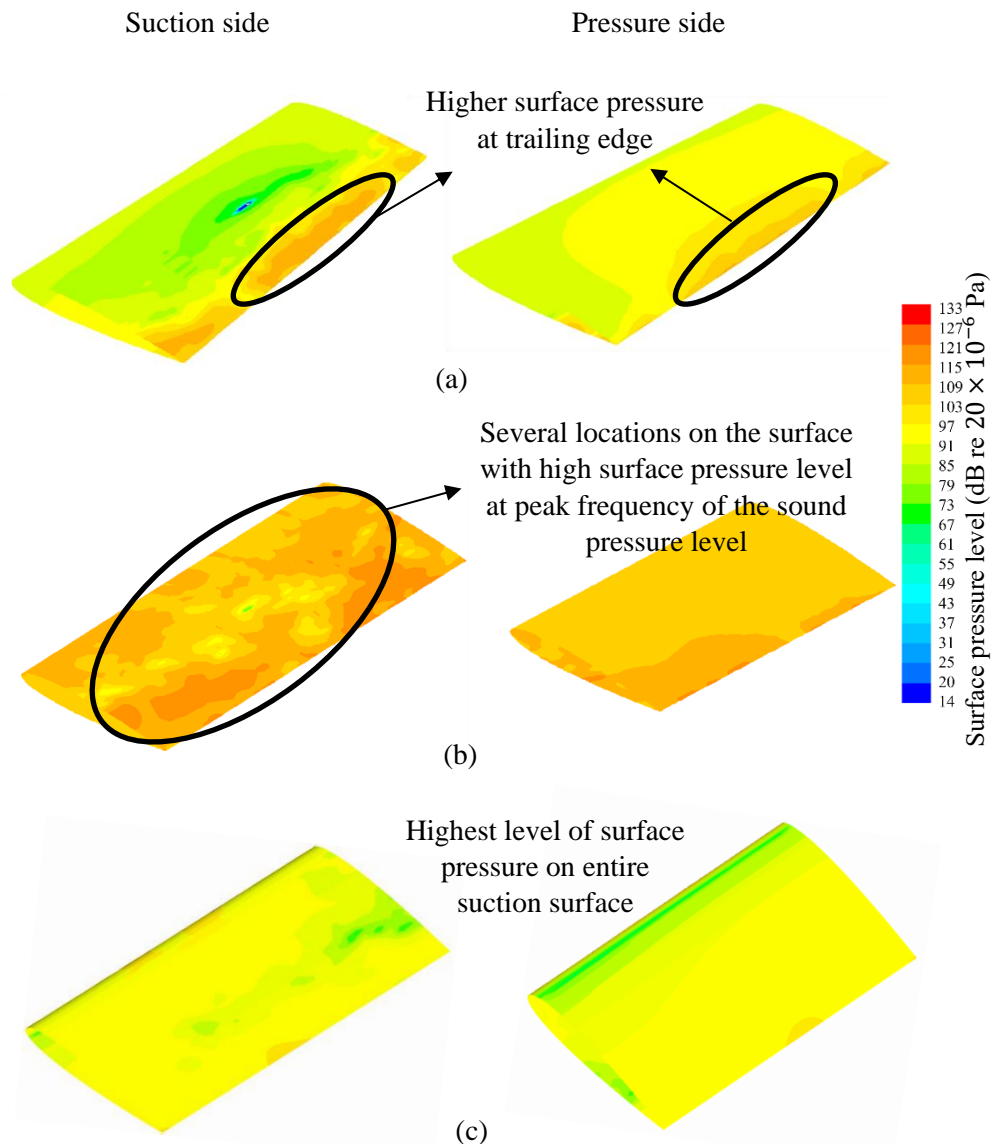 Suction side
Pressure side
Higher surface pressure
at trailing edge
(a)
Several locations on the surface
with high surface pressure level
at peak frequency of the sound
pressure level
(b)
Highest level of surface
pressure on entire
suction surface
(c)
133
127
121
115
109
103
97
91
85
79
73
67
61
55
49
43
37
31
25
20
14
Surface pressure level (dB re 20 × 10⁻⁶ Pa)